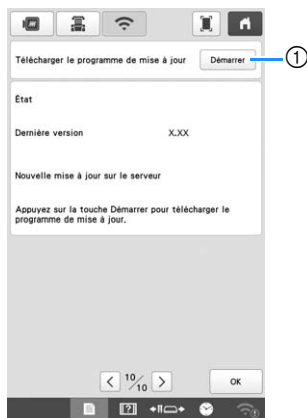 Télécharger le programme de mise à jour
Démarrer
①
État
Dernière version X.XX
Nouvelle mise à jour sur le serveur
Appuyez sur la touche Démarrer pour télécharger le
programme de mise à jour.
10/10
OK